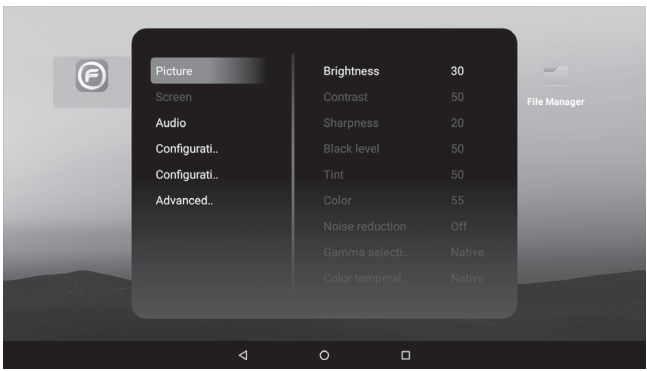 Picture
Screen
Audio
Configurati..
Configurati..
Advanced..
Brightness 30
Contrast 50
Sharpness 20
Black level 50
Tint 50
Color 55
Noise reduction Off
Gamma selecti.. Native
Color temperat.. Native
File Manager